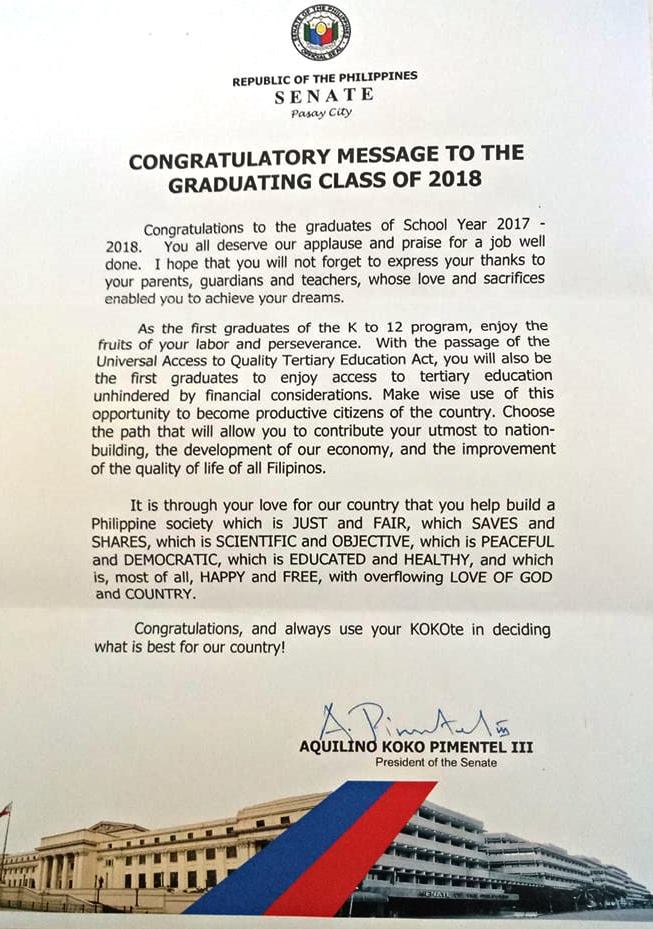 SENATE OF THE PHILIPPINES
OFFICIAL SEAL
REPUBLIC OF THE PHILIPPINES
SENATE
Pasay City
CONGRATULATORY MESSAGE TO THE
GRADUATING CLASS OF 2018
Congratulations to the graduates of School Year 2017 -
2018. You all deserve our applause and praise for a job well
done. I hope that you will not forget to express your thanks to
your parents, guardians and teachers, whose love and sacrifices
enabled you to achieve your dreams.
As the first graduates of the K to 12 program, enjoy the
fruits of your labor and perseverance. With the passage of the
Universal Access to Quality Tertiary Education Act, you will also be
the first graduates to enjoy access to tertiary education
unhindered by financial considerations. Make wise use of this
opportunity to become productive citizens of the country. Choose
the path that will allow you to contribute your utmost to nation-
building, the development of our economy, and the improvement
of the quality of life of all Filipinos.
It is through your love for our country that you help build a
Philippine society which is JUST and FAIR, which SAVES and
SHARES, which is SCIENTIFIC and OBJECTIVE, which is PEACEFUL
and DEMOCRATIC, which is EDUCATED and HEALTHY, and which
is, most of all, HAPPY and FREE, with overflowing LOVE OF GOD
and COUNTRY.
Congratulations, and always use your KOKOte in deciding
what is best for our country!
A. Pimentel III
AQUILINO KOKO PIMENTEL III
President of the Senate